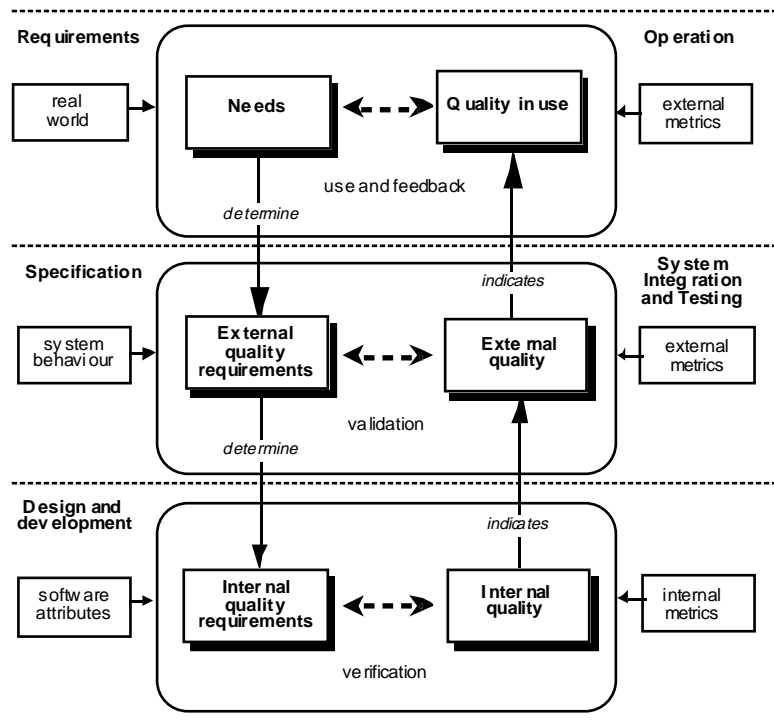 Requirements
Operation
real
world
Needs
Quality in use
external
metrics
use and feedback
determine
Specification
System
Integration
and Testing
indicates
system
behaviour
External
quality
requirements
External
quality
external
metrics
validation
determine
Design and
development
indicates
software
attributes
Internal
quality
requirements
Internal
quality
internal
metrics
verification